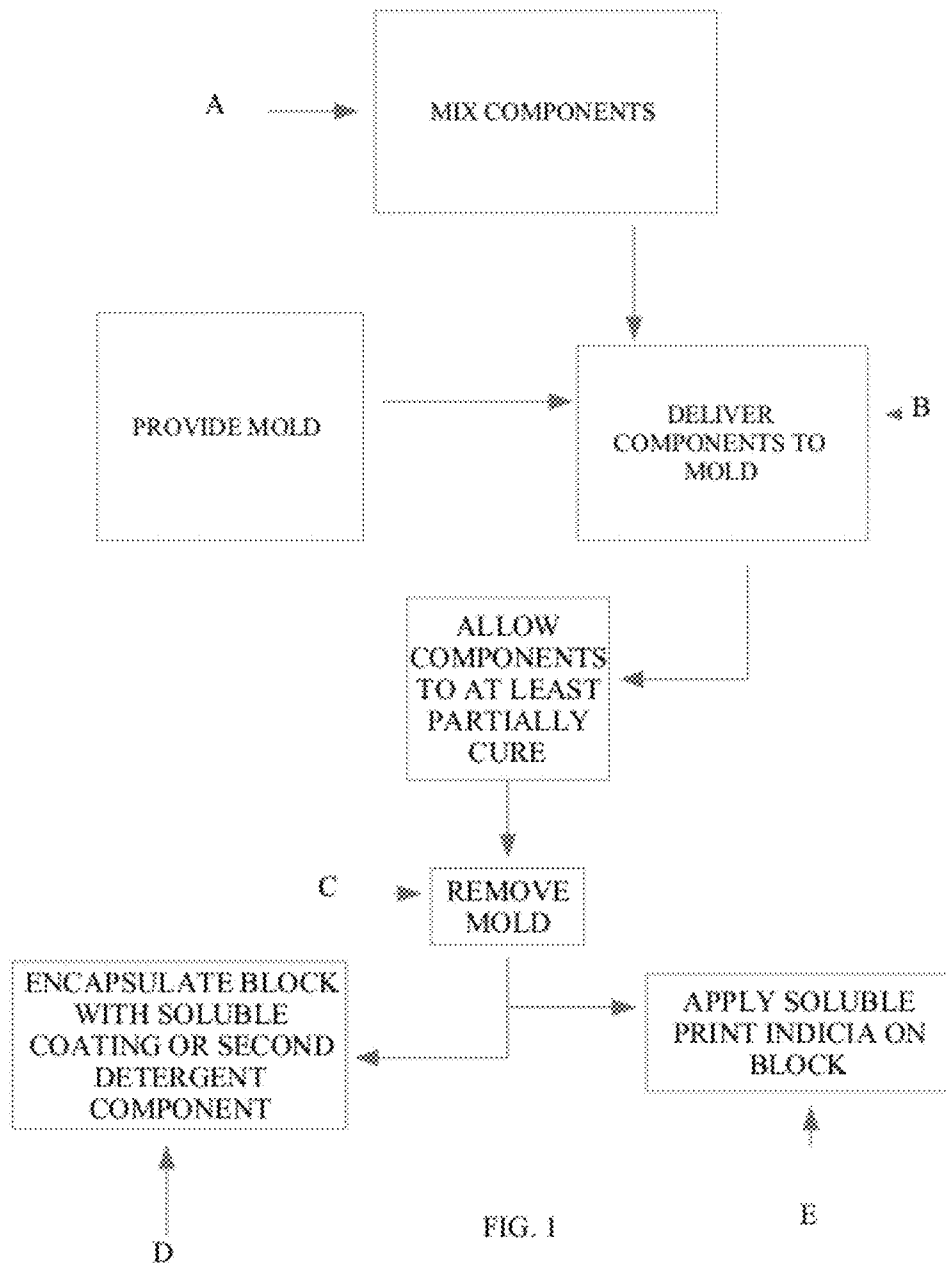 A
MIX COMPONENTS
PROVIDE MOLD
DELIVER
COMPONENTS TO
MOLD
B
ALLOW
COMPONENTS
TO AT LEAST
PARTIALLY
CURE
C
REMOVE
MOLD
ENCAPSULATE BLOCK
WITH SOLUBLE
COATING OR SECOND
DETERGENT
COMPONENT
APPLY SOLUBLE
PRINT INDICIA ON
BLOCK
D
FIG. 1
E